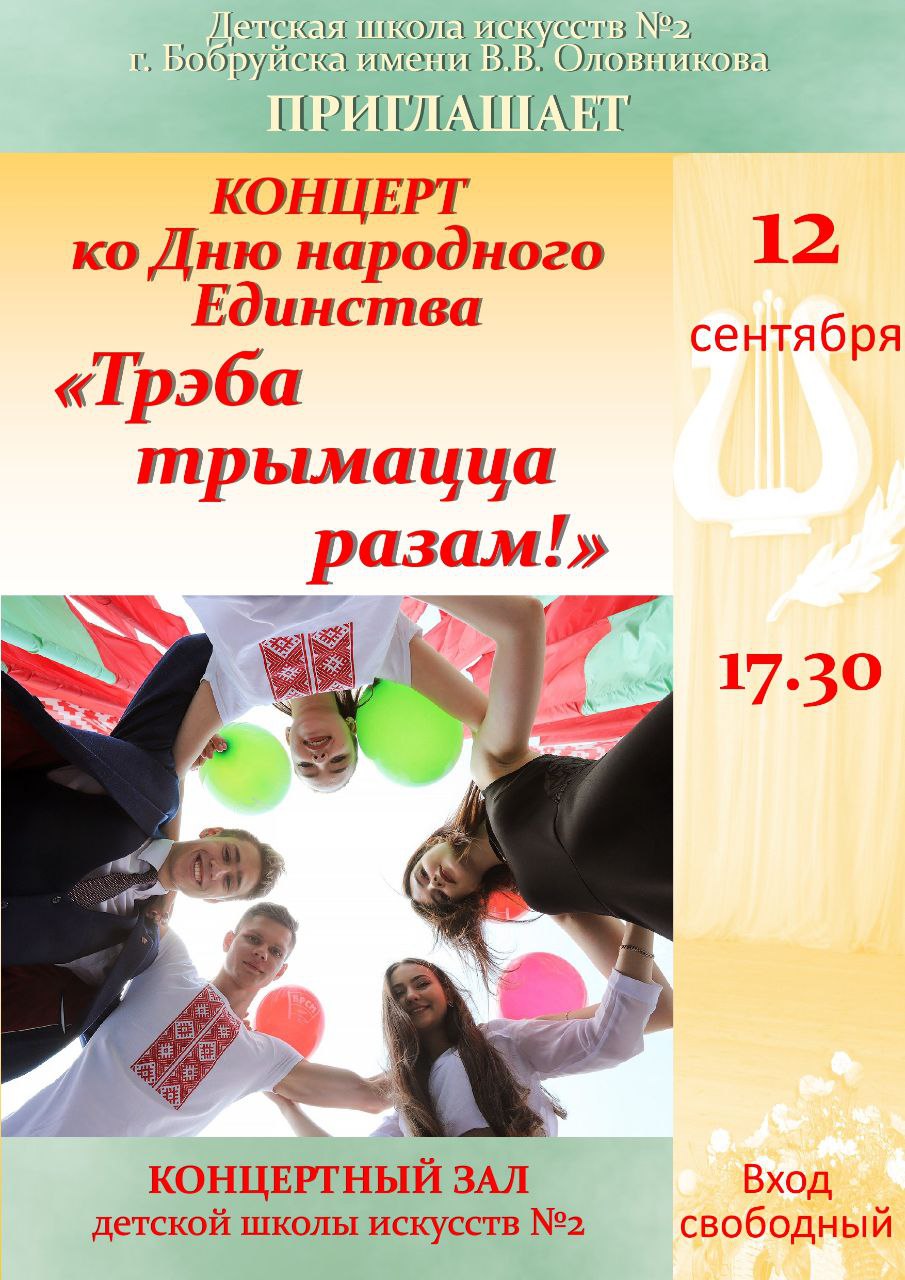 Детская школа искусств №2
г. Бобруйска имени В.В. Оловникова
ПРИГЛАШАЕТ
КОНЦЕРТ
ко Дню народного
Единства
«Трэба
трымацца
разам!»
12
сентября
17.30
КОНЦЕРТНЫЙ ЗАЛ
детской школы искусств №2
Вход
свободный